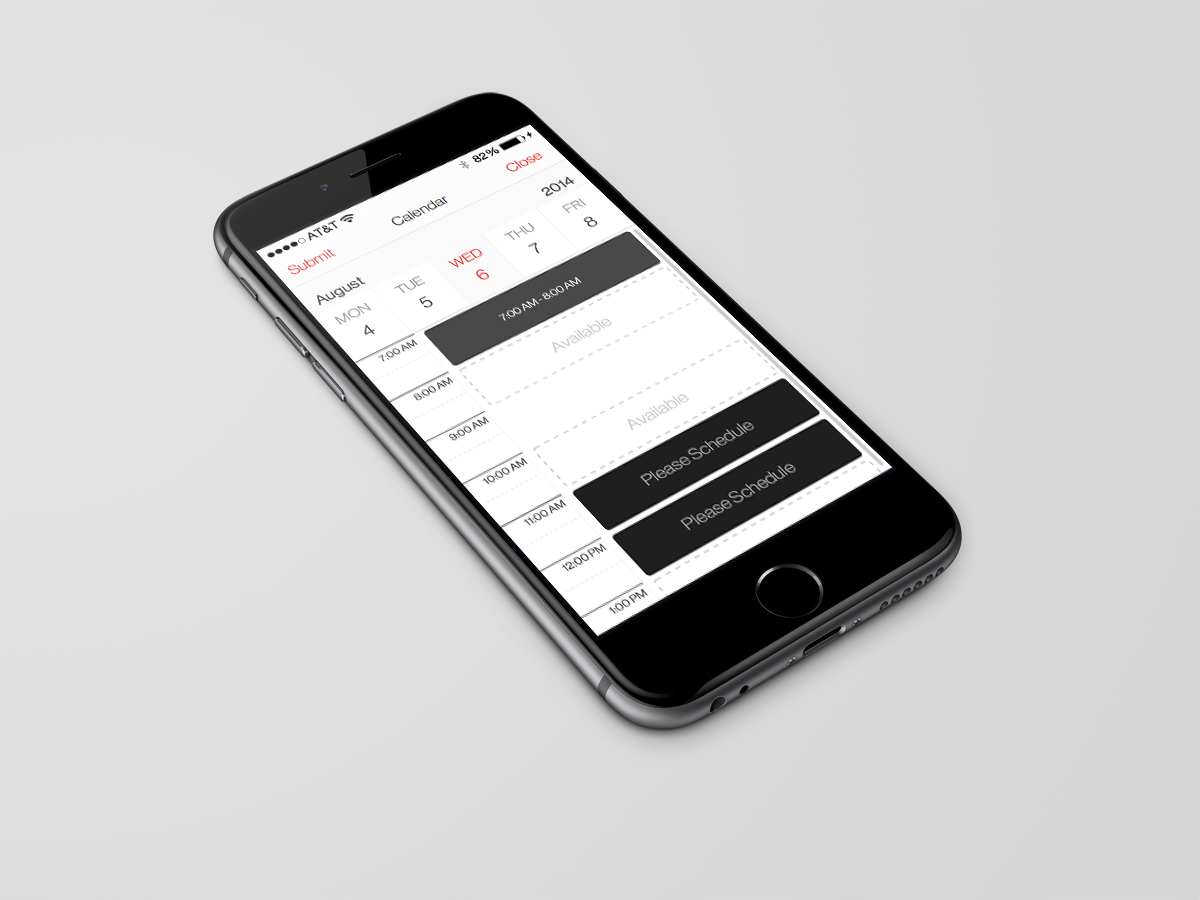 ●●●●○ AT&T 82%
Submit Calendar Close
August 2014
MON TUE WED THU FRI
4 5 6 7 8
7:00 AM
7:00 AM - 8:00 AM
8:00 AM
Available
9:00 AM
10:00 AM
Available
11:00 AM
Please Schedule
12:00 PM
Please Schedule
1:00 PM